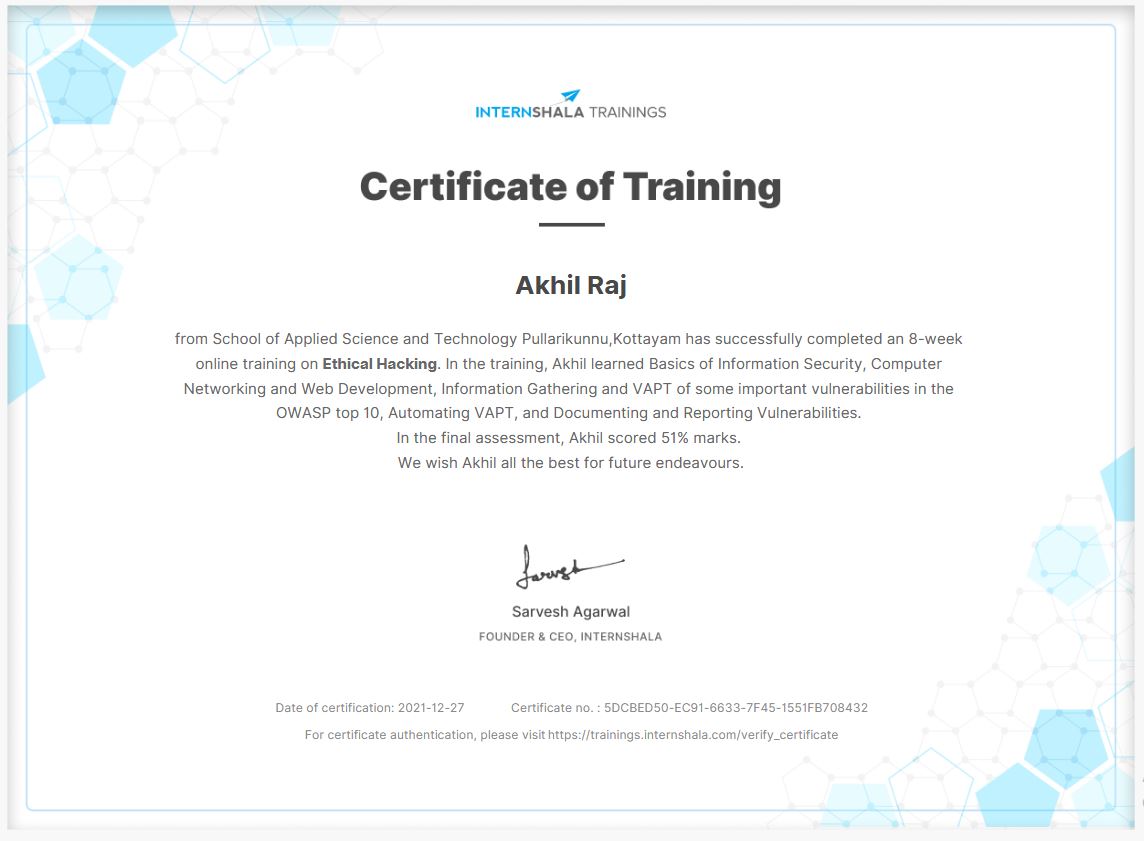 INTERNSHALA TRAININGS
Certificate of Training
Akhil Raj
from School of Applied Science and Technology Pullarikunnu,Kottayam has successfully completed an 8-week
online training on Ethical Hacking. In the training, Akhil learned Basics of Information Security, Computer
Networking and Web Development, Information Gathering and VAPT of some important vulnerabilities in the
OWASP top 10, Automating VAPT, and Documenting and Reporting Vulnerabilities.
In the final assessment, Akhil scored 51% marks.
We wish Akhil all the best for future endeavours.
Sarvesh
Sarvesh Agarwal
FOUNDER & CEO, INTERNSHALA
Date of certification: 2021-12-27 Certificate no. : 5DCBED50-EC91-6633-7F45-1551FB708432
For certificate authentication, please visit https://trainings.internshala.com/verify_certificate